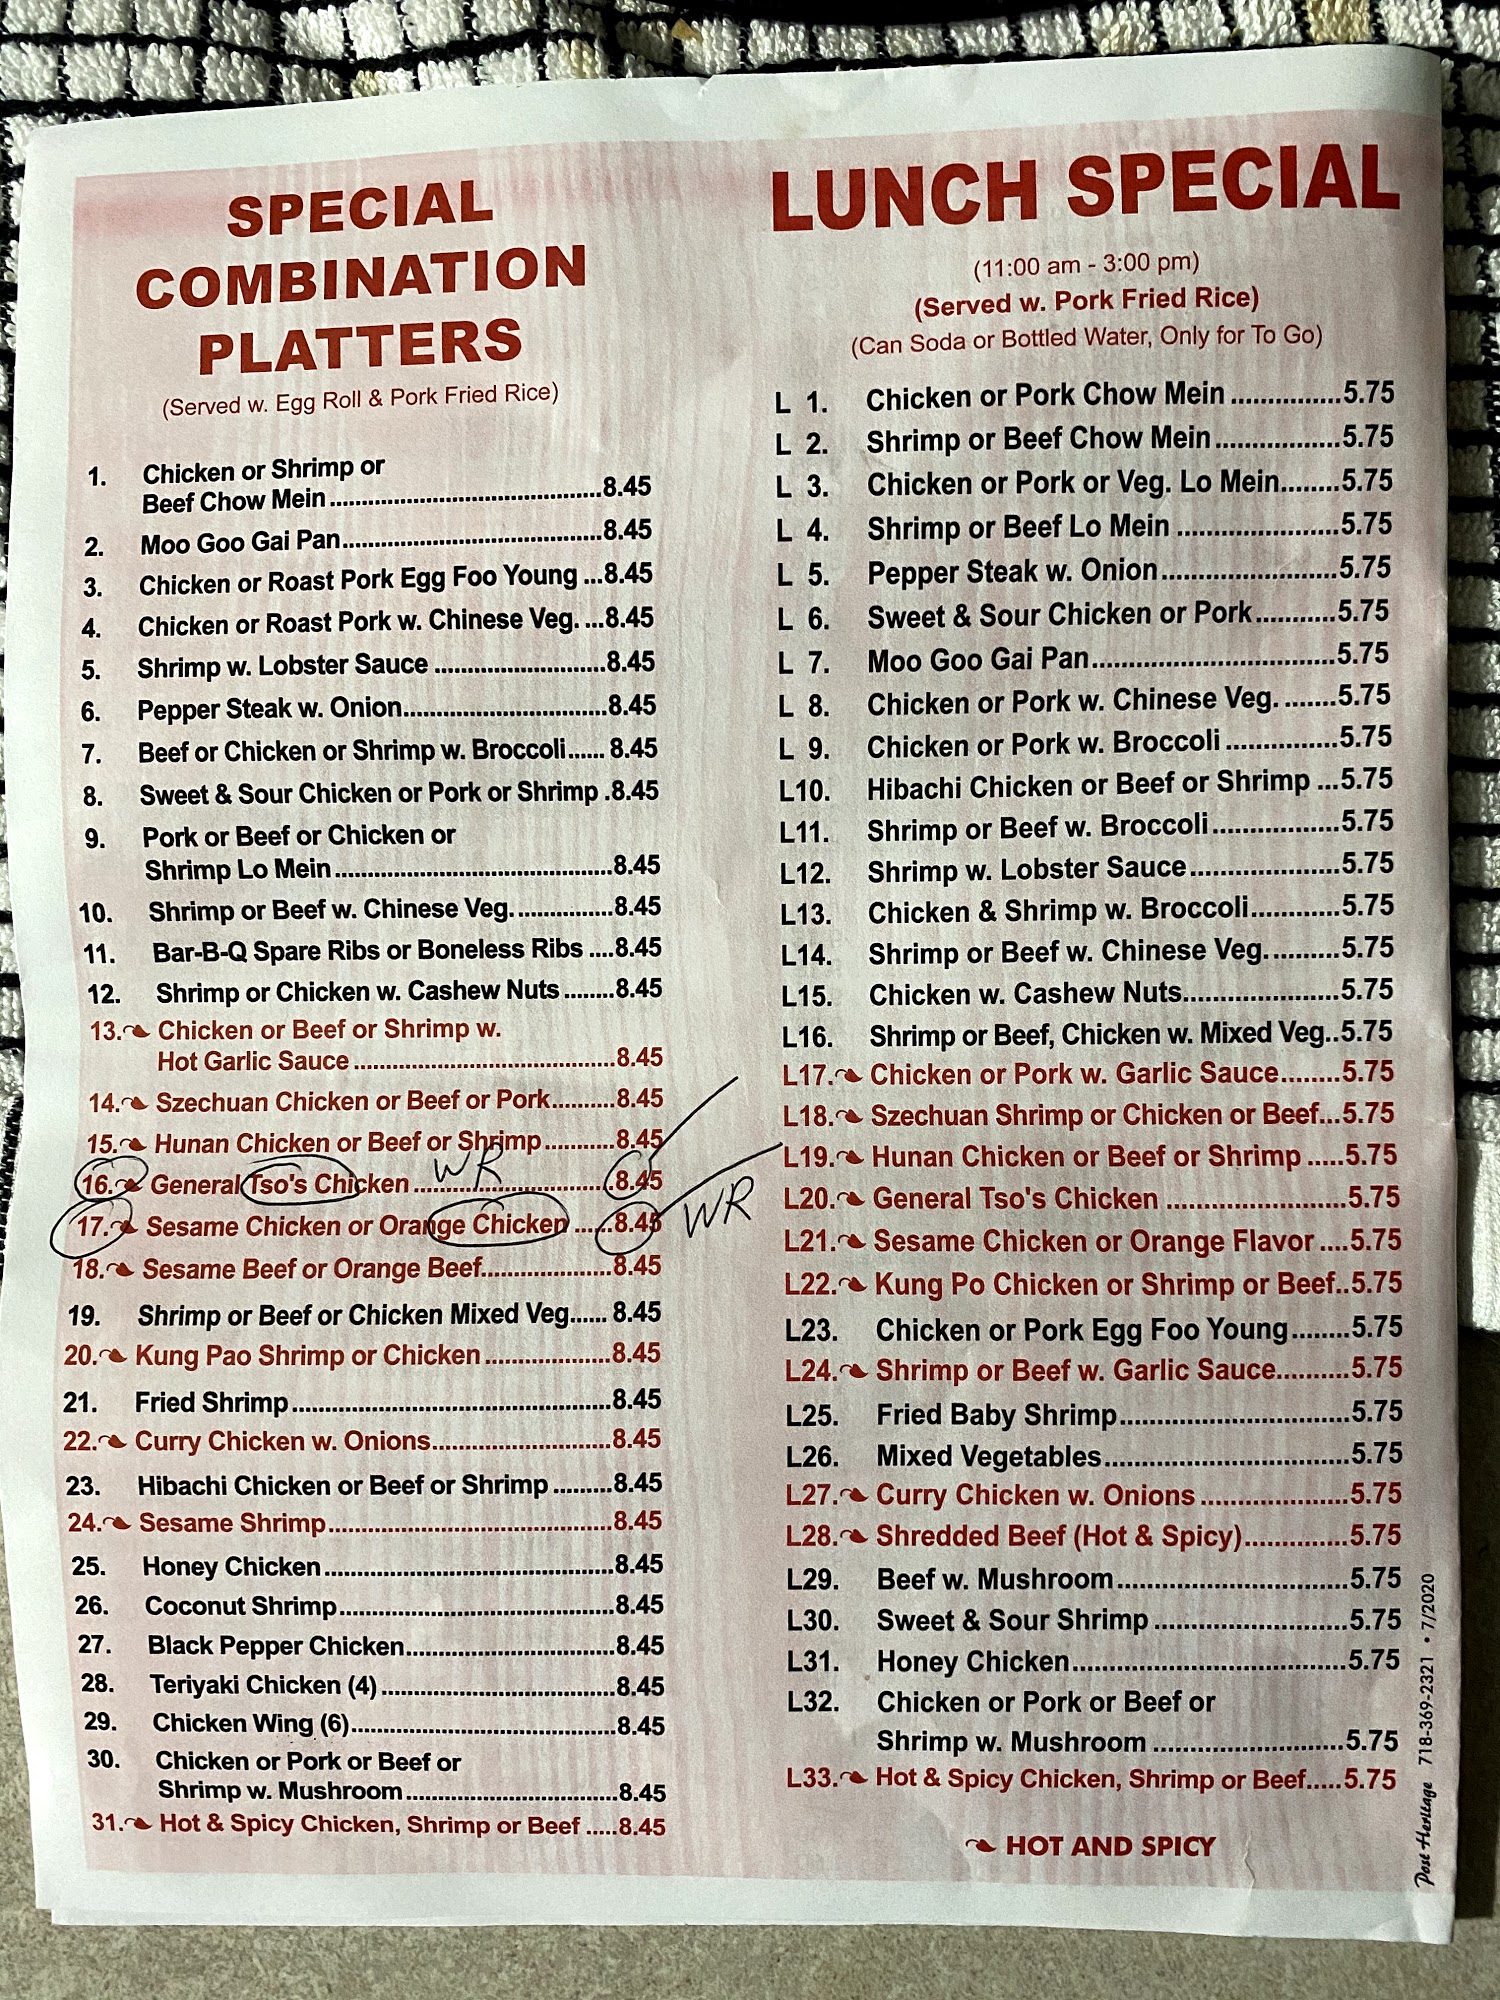 SPECIAL
COMBINATION
PLATTERS
(Served w. Egg Roll & Pork Fried Rice)
1. Chicken or Shrimp or
Beef Chow Mein ........................................8.45
2. Moo Goo Gai Pan......................................8.45
3. Chicken or Roast Pork Egg Foo Young ...8.45
4. Chicken or Roast Pork w. Chinese Veg. ...8.45
5. Shrimp w. Lobster Sauce .........................8.45
6. Pepper Steak w. Onion..............................8.45
7. Beef or Chicken or Shrimp w. Broccoli...... 8.45
8. Sweet & Sour Chicken or Pork or Shrimp .8.45
9. Pork or Beef or Chicken or
Shrimp Lo Mein .........................................8.45
10. Shrimp or Beef w. Chinese Veg...............8.45
11. Bar-B-Q Spare Ribs or Boneless Ribs ....8.45
12. Shrimp or Chicken w. Cashew Nuts ........8.45
13. Chicken or Beef or Shrimp w.
Hot Garlic Sauce ......................................8.45
14. Szechuan Chicken or Beef or Pork..........8.45
15. Hunan Chicken or Beef or Shrimp...........8.45
WR
16. General Tso's Chicken .............................8.45
17. Sesame Chicken or Orange Chicken ......8.45 WR
18. Sesame Beef or Orange Beef...................8.45
19. Shrimp or Beef or Chicken Mixed Veg...... 8.45
20. Kung Pao Shrimp or Chicken ...................8.45
21. Fried Shrimp...............................................8.45
22. Curry Chicken w. Onions...........................8.45
23. Hibachi Chicken or Beef or Shrimp .........8.45
24. Sesame Shrimp..........................................8.45
25. Honey Chicken...........................................8.45
26. Coconut Shrimp.........................................8.45
27. Black Pepper Chicken...............................8.45
28. Teriyaki Chicken (4)...................................8.45
29. Chicken Wing (6).......................................8.45
30. Chicken or Pork or Beef or
Shrimp w. Mushroom ................................8.45
31. Hot & Spicy Chicken, Shrimp or Beef .....8.45
LUNCH SPECIAL
(11:00 am - 3:00 pm)
(Served w. Pork Fried Rice)
(Can Soda or Bottled Water, Only for To Go)
L 1. Chicken or Pork Chow Mein ...............5.75
L 2. Shrimp or Beef Chow Mein.................5.75
L 3. Chicken or Pork or Veg. Lo Mein........5.75
L 4. Shrimp or Beef Lo Mein ......................5.75
L 5. Pepper Steak w. Onion........................5.75
L 6. Sweet & Sour Chicken or Pork...........5.75
L 7. Moo Goo Gai Pan.................................5.75
L 8. Chicken or Pork w. Chinese Veg. .......5.75
L 9. Chicken or Pork w. Broccoli ...............5.75
L10. Hibachi Chicken or Beef or Shrimp ...5.75
L11. Shrimp or Beef w. Broccoli.................5.75
L12. Shrimp w. Lobster Sauce....................5.75
L13. Chicken & Shrimp w. Broccoli............5.75
L14. Shrimp or Beef w. Chinese Veg..........5.75
L15. Chicken w. Cashew Nuts.....................5.75
L16. Shrimp or Beef, Chicken w. Mixed Veg..5.75
L17. Chicken or Pork w. Garlic Sauce........5.75
L18. Szechuan Shrimp or Chicken or Beef...5.75
L19. Hunan Chicken or Beef or Shrimp .....5.75
L20. General Tso's Chicken .........................5.75
L21. Sesame Chicken or Orange Flavor ....5.75
L22. Kung Po Chicken or Shrimp or Beef..5.75
L23. Chicken or Pork Egg Foo Young........5.75
L24. Shrimp or Beef w. Garlic Sauce..........5.75
L25. Fried Baby Shrimp...............................5.75
L26. Mixed Vegetables.................................5.75
L27. Curry Chicken w. Onions ....................5.75
L28. Shredded Beef (Hot & Spicy)..............5.75
L29. Beef w. Mushroom...............................5.75
L30. Sweet & Sour Shrimp ..........................5.75
L31. Honey Chicken.....................................5.75
L32. Chicken or Pork or Beef or
Shrimp w. Mushroom ..........................5.75
L33. Hot & Spicy Chicken, Shrimp or Beef.....5.75
HOT AND SPICY
Post Heritage 718-369-2321 • 7/2020